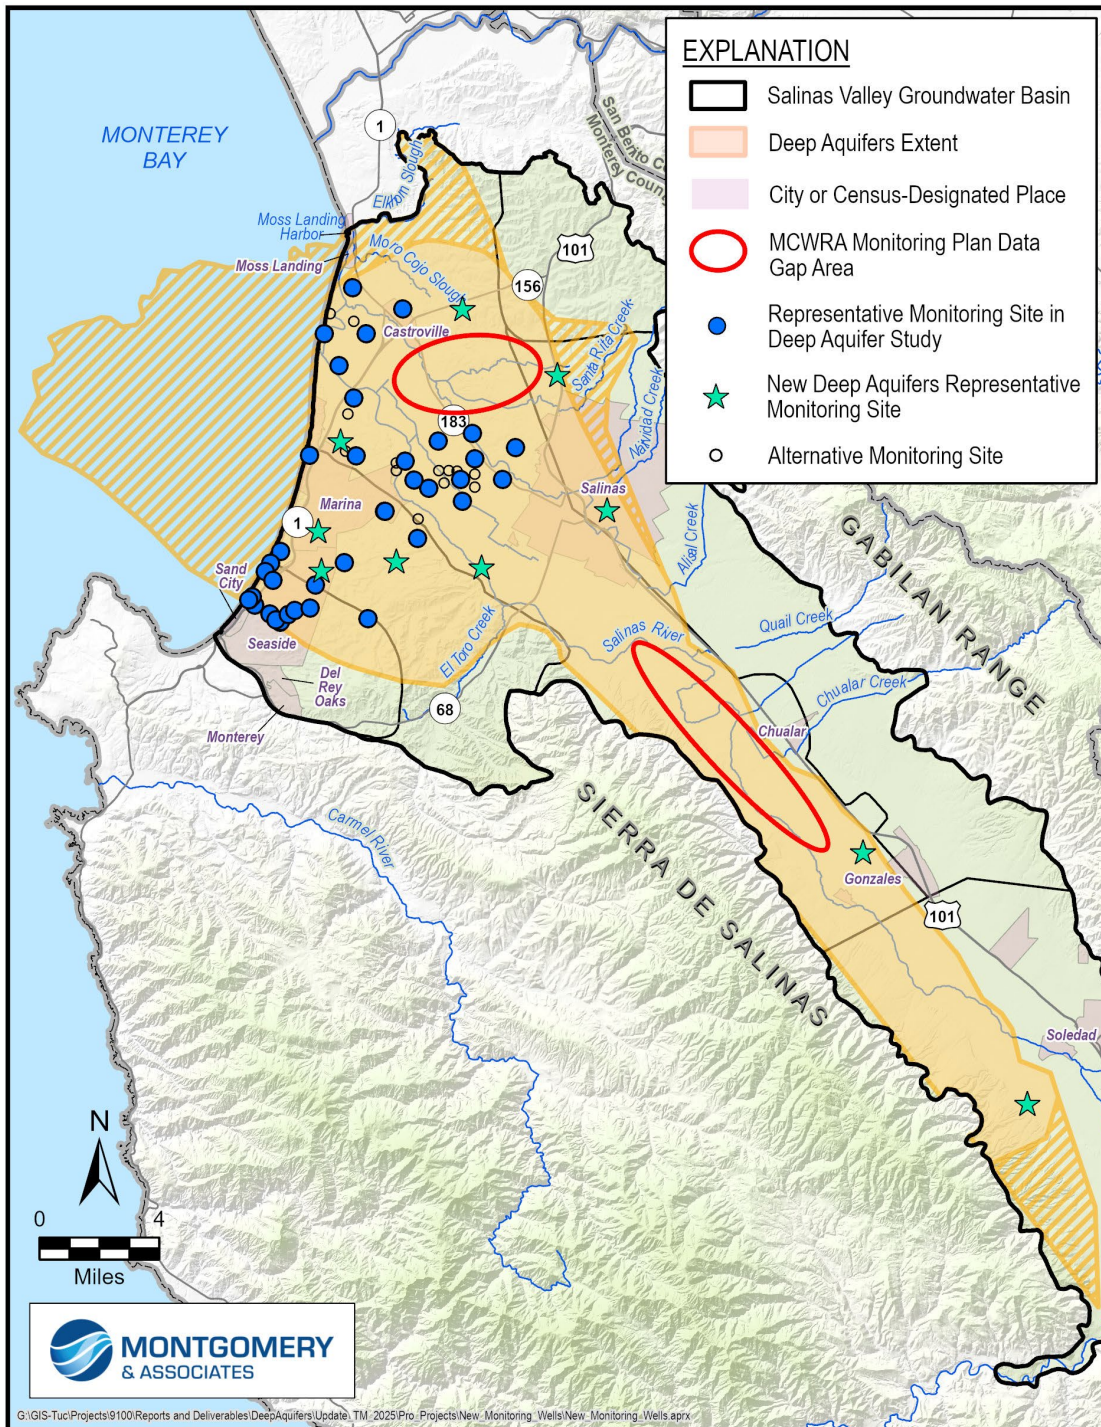 EXPLANATION
Salinas Valley Groundwater Basin
Deep Aquifers Extent
City or Census-Designated Place
MCWRA Monitoring Plan Data
Gap Area
Representative Monitoring Site in
Deep Aquifer Study
New Deep Aquifers Representative
Monitoring Site
Alternative Monitoring Site
MONTEREY
BAY
1
San Benito Co
Monterey County
Elkhorn Slough
Moss Landing
Harbor
Moss Landing
Moro Cojo Slough
101
156
Castroville
Santa Rita Creek
Natividad Creek
183
Salinas
Marina
1
Alisal Creek
GABILAN RANGE
Sand
City
Seaside
El Toro Creek
Salinas River
Quail Creek
Del
Rey
Oaks
68
Chualar Creek
Chualar
Monterey
SIERRA DE SALINAS
Carmel River
Gonzales
101
Soledad
N
0 4
Miles
MONTGOMERY
& ASSOCIATES
G:\GIS-Tuc\Projects\9100\Reports and Deliverables\DeepAquifers\Update_TM_2025\Pro_Projects\New_Monitoring_Wells\New_Monitoring_Wells.aprx